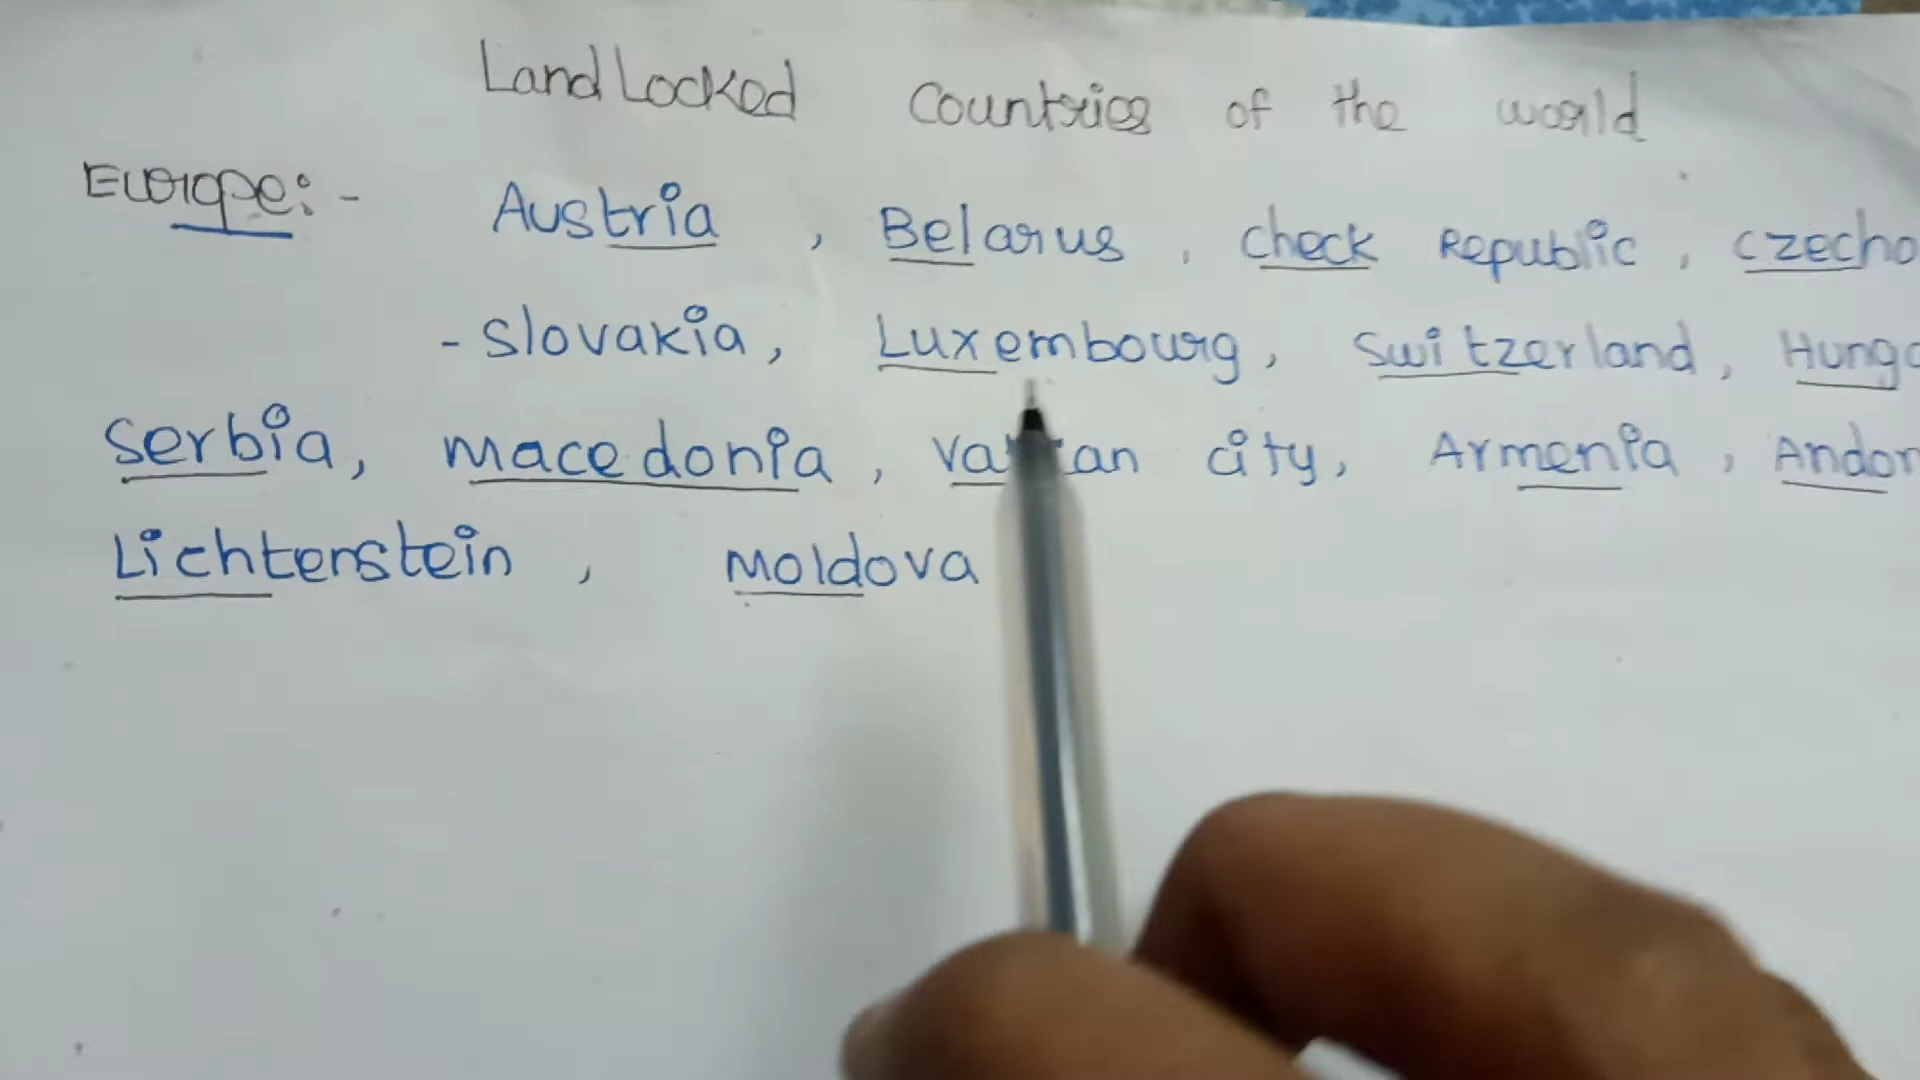 Land Locked Countries of the world
Europe:- Austria, Belarus, check Republic, czecho
-slovakia, Luxembourg, Switzerland, Hunga
Serbia, macedonia, city, Armenia, Andor
Lichtenstein, Moldova